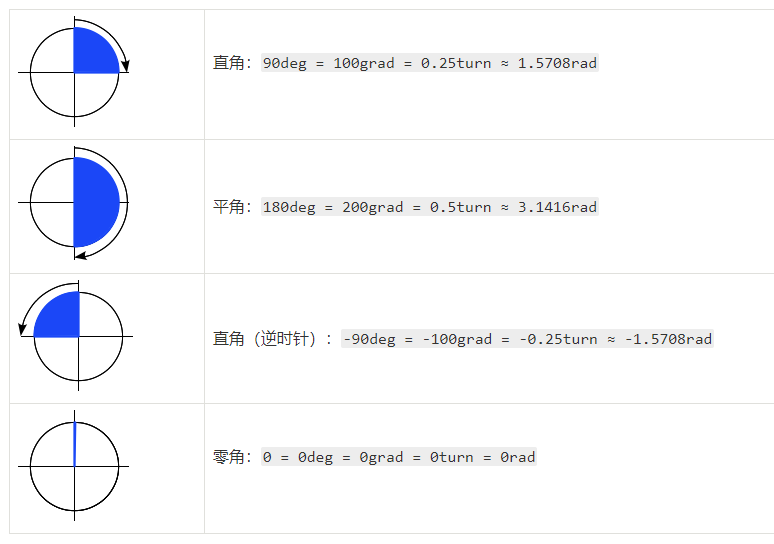 直角：90deg = 100grad = 0.25turn ≈ 1.5708rad
平角：180deg = 200grad = 0.5turn ≈ 3.1416rad
直角（逆时针）：-90deg = -100grad = -0.25turn ≈ -1.5708rad
零角：0 = 0deg = 0grad = 0turn = 0rad